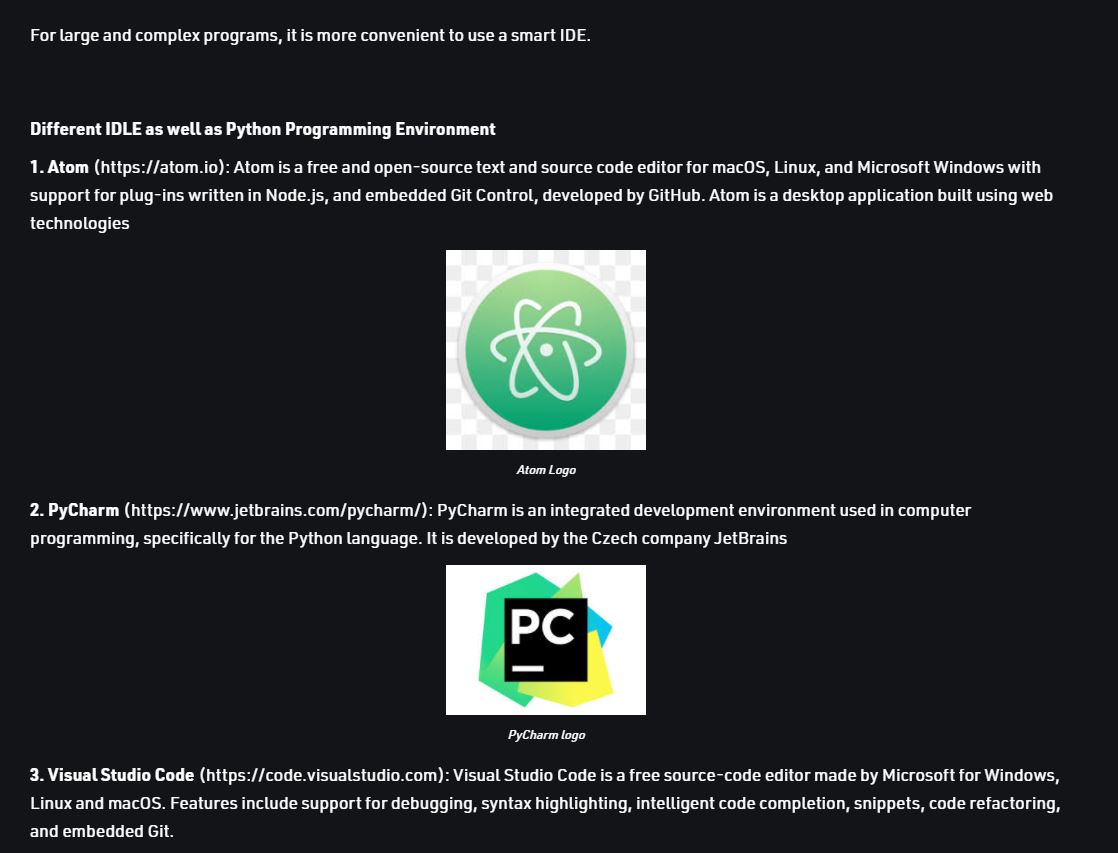 For large and complex programs, it is more convenient to use a smart IDE.
Different IDLE as well as Python Programming Environment
1. Atom (https://atom.io): Atom is a free and open-source text and source code editor for macOS, Linux, and Microsoft Windows with
support for plug-ins written in Node.js, and embedded Git Control, developed by GitHub. Atom is a desktop application built using web
technologies
Atom Logo
2. PyCharm (https://www.jetbrains.com/pycharm/): PyCharm is an integrated development environment used in computer
programming, specifically for the Python language. It is developed by the Czech company JetBrains
PC
PyCharm logo
3. Visual Studio Code (https://code.visualstudio.com): Visual Studio Code is a free source-code editor made by Microsoft for Windows,
Linux and macOS. Features include support for debugging, syntax highlighting, intelligent code completion, snippets, code refactoring,
and embedded Git.